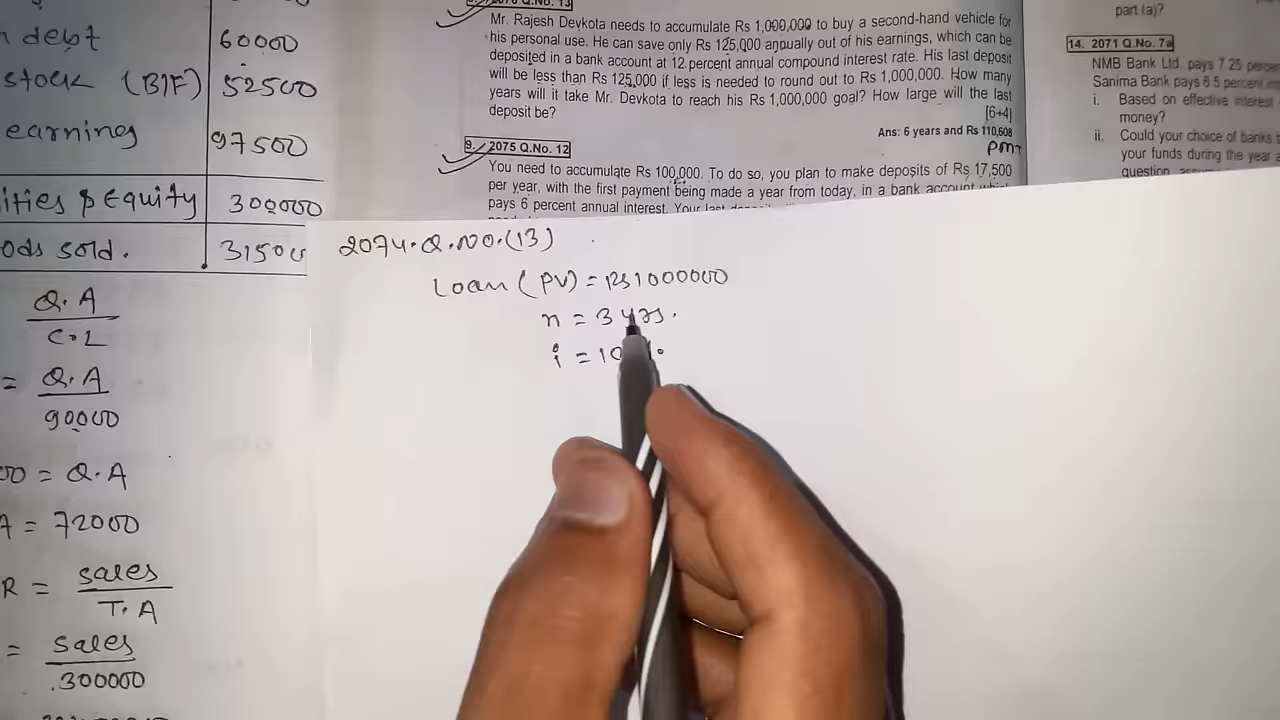 debt 60000
stock (B/F) 52500
earning 97500
ities & Equity 300000
ods sold. 31500
Q.A
C.L
= Q.A
90000
00 = Q.A
A = 72000
R = sales
T.A
= sales
.300000
Q.No. 13
Mr. Rajesh Devkota needs to accumulate Rs 1,000,000 to buy a second-hand vehicle for
his personal use. He can save only Rs 125,000 annually out of his earnings, which can be
deposited in a bank account at 12 percent annual compound interest rate. His last deposit
will be less than Rs 125,000 if less is needed to round out to Rs 1,000,000. How many
years will it take Mr. Devkota to reach his Rs 1,000,000 goal? How large will the last
deposit be? [6+4]
Ans: 6 years and Rs 110,608
PMT
9. 2075 Q.No. 12
You need to accumulate Rs 100,000. To do so, you plan to make deposits of Rs 17,500
per year, with the first payment being made a year from today, in a bank account
pays 6 percent annual interest. Your last
2074.Q.NO.(13)
Loan (PV) = RS 1000000
n = 3 yrs.
i = 10%
part (a)?
14. 2071 Q.No. 7a
NMB Bank Ltd. pays 7.25
Sanima Bank pays 6.5
i. Based on effective interest
money?
ii. Could your choice of banks
your funds during the year
question